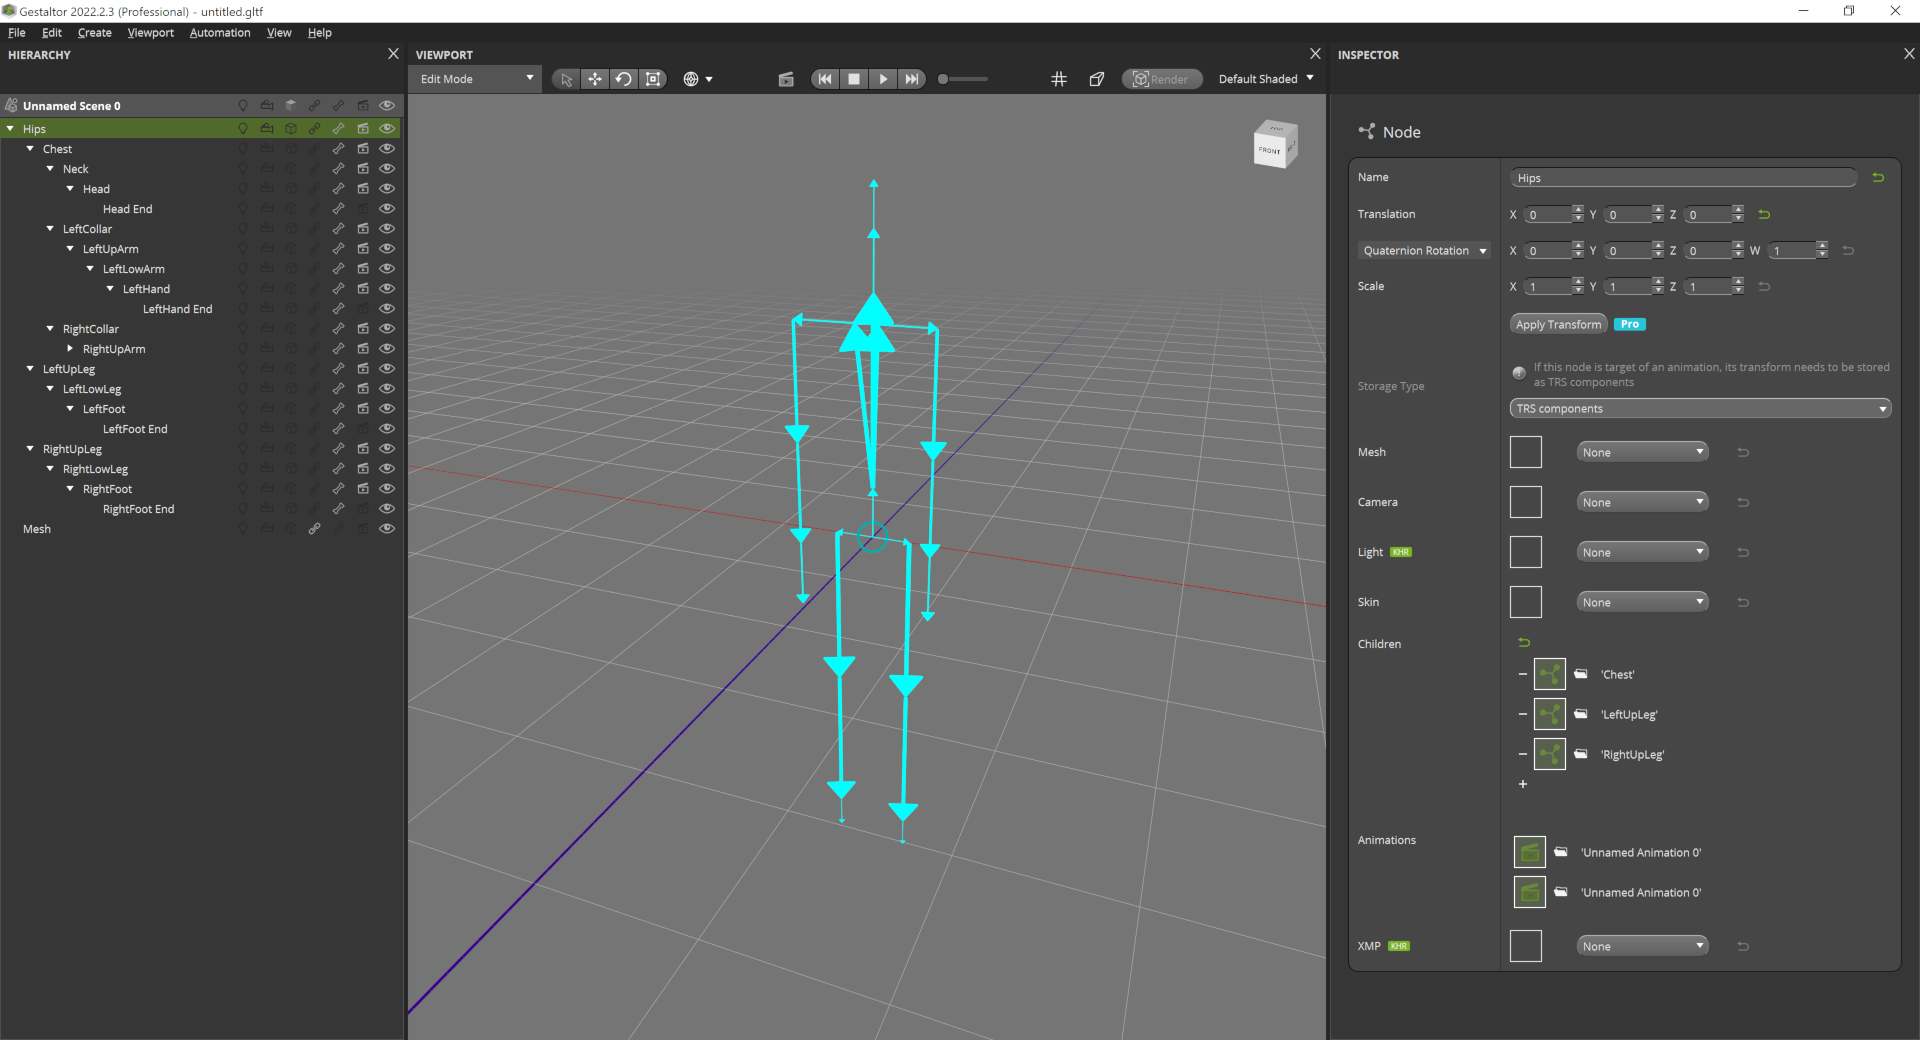 Gestaltor 2022.2.3 (Professional) - untitled.gltf
File Edit Create Viewport Automation View Help
HIERARCHY
VIEWPORT
INSPECTOR
Edit Mode
Render
Default Shaded
Unnamed Scene 0
Hips
Chest
Neck
Head
Head End
LeftCollar
LeftUpArm
LeftLowArm
LeftHand
LeftHand End
RightCollar
RightUpArm
LeftUpLeg
LeftLowLeg
LeftFoot
LeftFoot End
RightUpLeg
RightLowLeg
RightFoot
RightFoot End
Mesh
TOP
FRONT
Node
Name Hips
Translation X 0 Y 0 Z 0
Quaternion Rotation X 0 Y 0 Z 0 W 1
Scale X 1 Y 1 Z 1
Apply Transform Pro
If this node is target of an animation, its transform needs to be stored
as TRS components
Storage Type
TRS components
Mesh None
Camera None
Light KHR None
Skin None
Children
'Chest'
'LeftUpLeg'
'RightUpLeg'
Animations
'Unnamed Animation 0'
'Unnamed Animation 0'
XMP KHR None